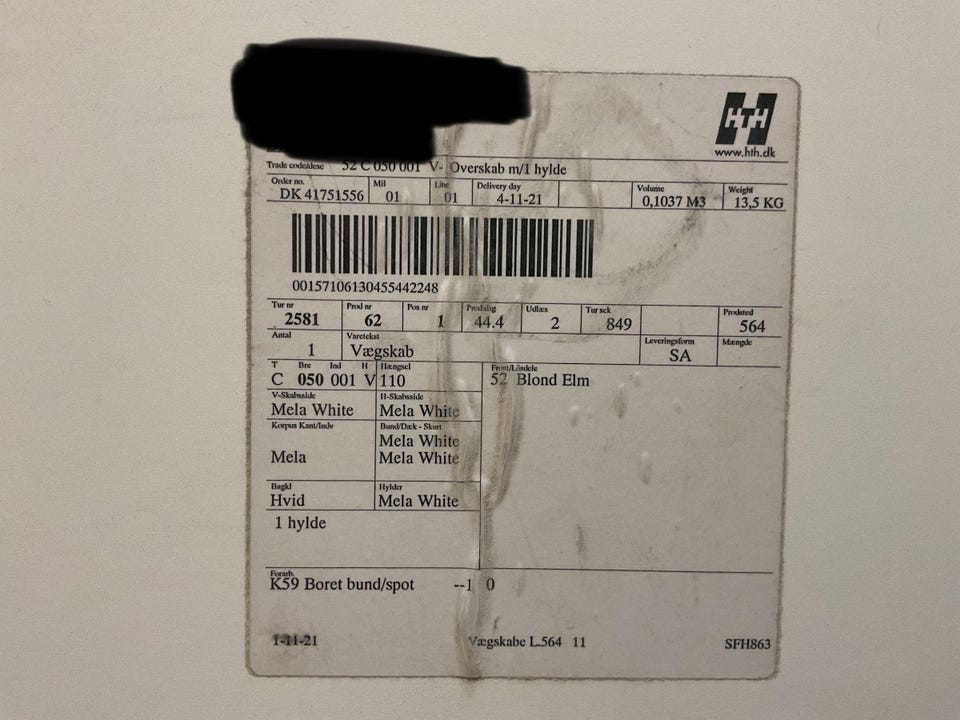 HTH
www.hth.dk
Trade code/dese 52 C 050 001 V- Overskab m/1 hylde
Order no. Mil Line Delivery day Volume Weight
DK 41751556 01 01 4-11-21 0,1037 M3 13,5 KG
00157106130455442248
Tur nr Prod nr Pos nr Prod dag Udlæs Tur sek Prodsted
2581 62 1 44.4 2 849 564
Antal Varetekst Leveringsform Mængde
1 Vægskab SA
T Bre Ind H Hængsel Front/Løsdele
C 050 001 V 110 52 Blond Elm
V-Skabsside H-Skabsside
Mela White Mela White
Korpus Kant/Indv Bund/Dæk - Skurt
Mela White
Mela Mela White
Bagkl Hylder
Hvid Mela White
1 hylde
Forarb.
K59 Boret bund/spot --1 0
1-11-21 Vægskabe L.564 11 SFH863